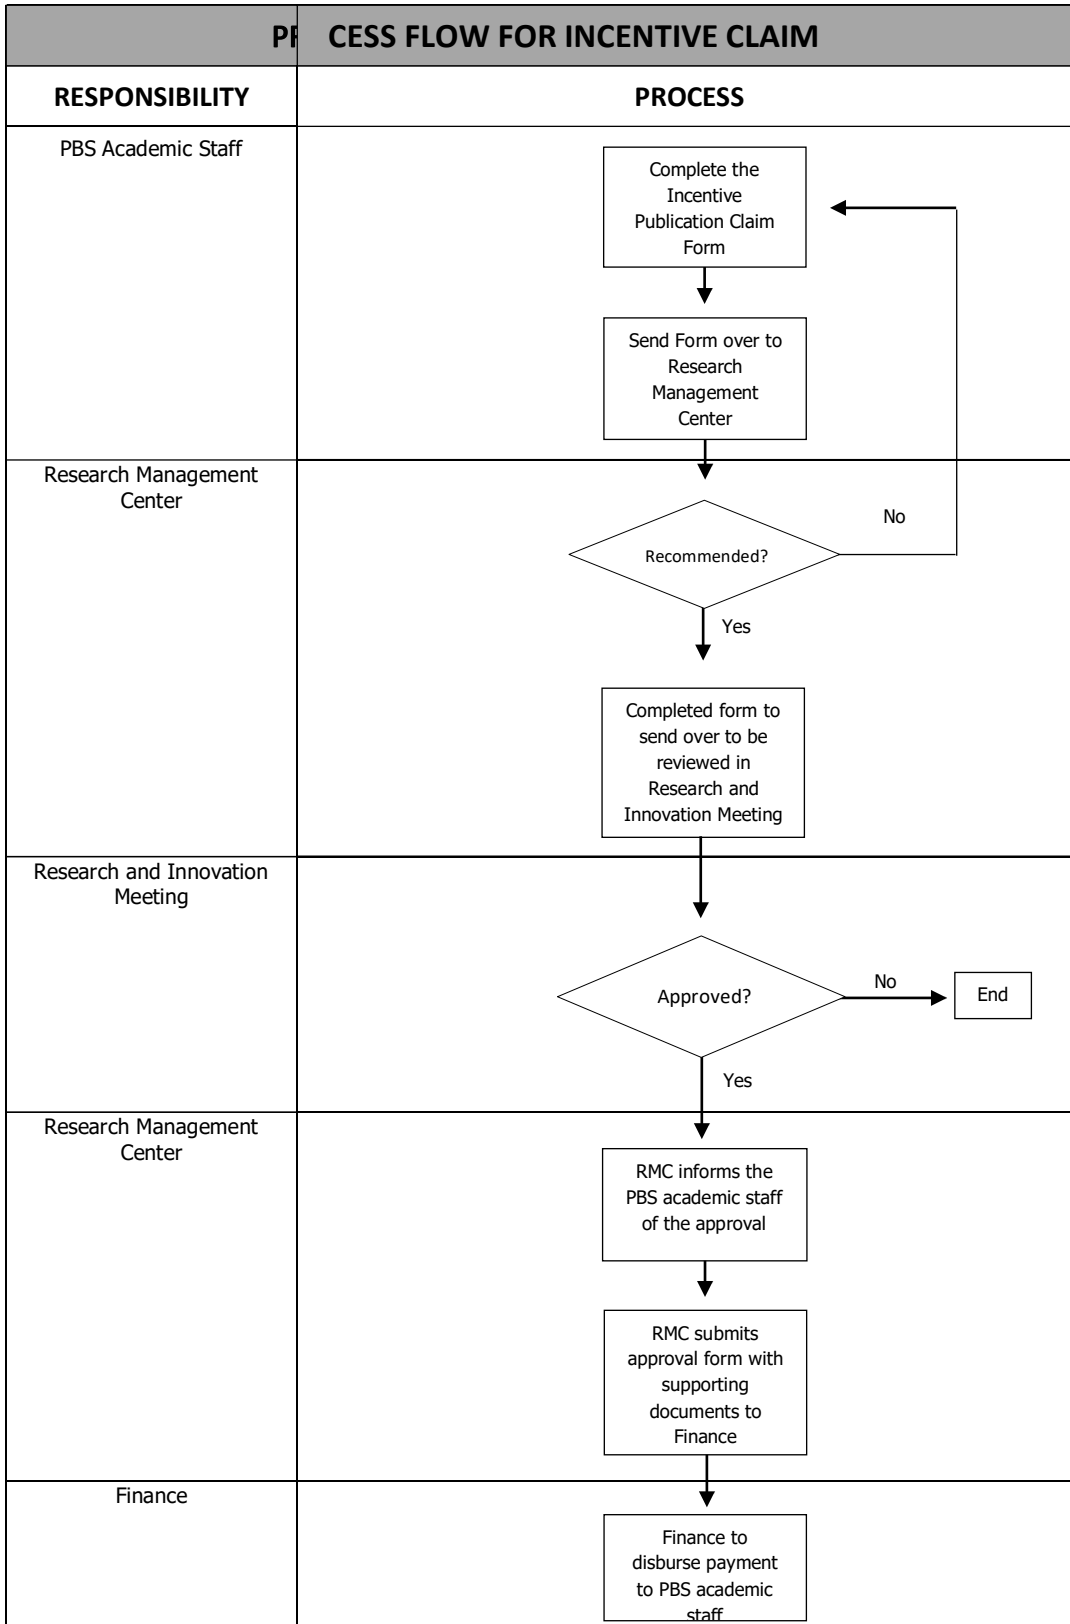 PR CESS FLOW FOR INCENTIVE CLAIM
RESPONSIBILITY
PROCESS
PBS Academic Staff
Complete the
Incentive
Publication Claim
Form
Send Form over to
Research
Management
Center
Research Management
Center
Recommended?
No
Yes
Completed form to
send over to be
reviewed in
Research and
Innovation Meeting
Research and Innovation
Meeting
Approved?
No
End
Yes
Research Management
Center
RMC informs the
PBS academic staff
of the approval
RMC submits
approval form with
supporting
documents to
Finance
Finance
Finance to
disburse payment
to PBS academic
staff